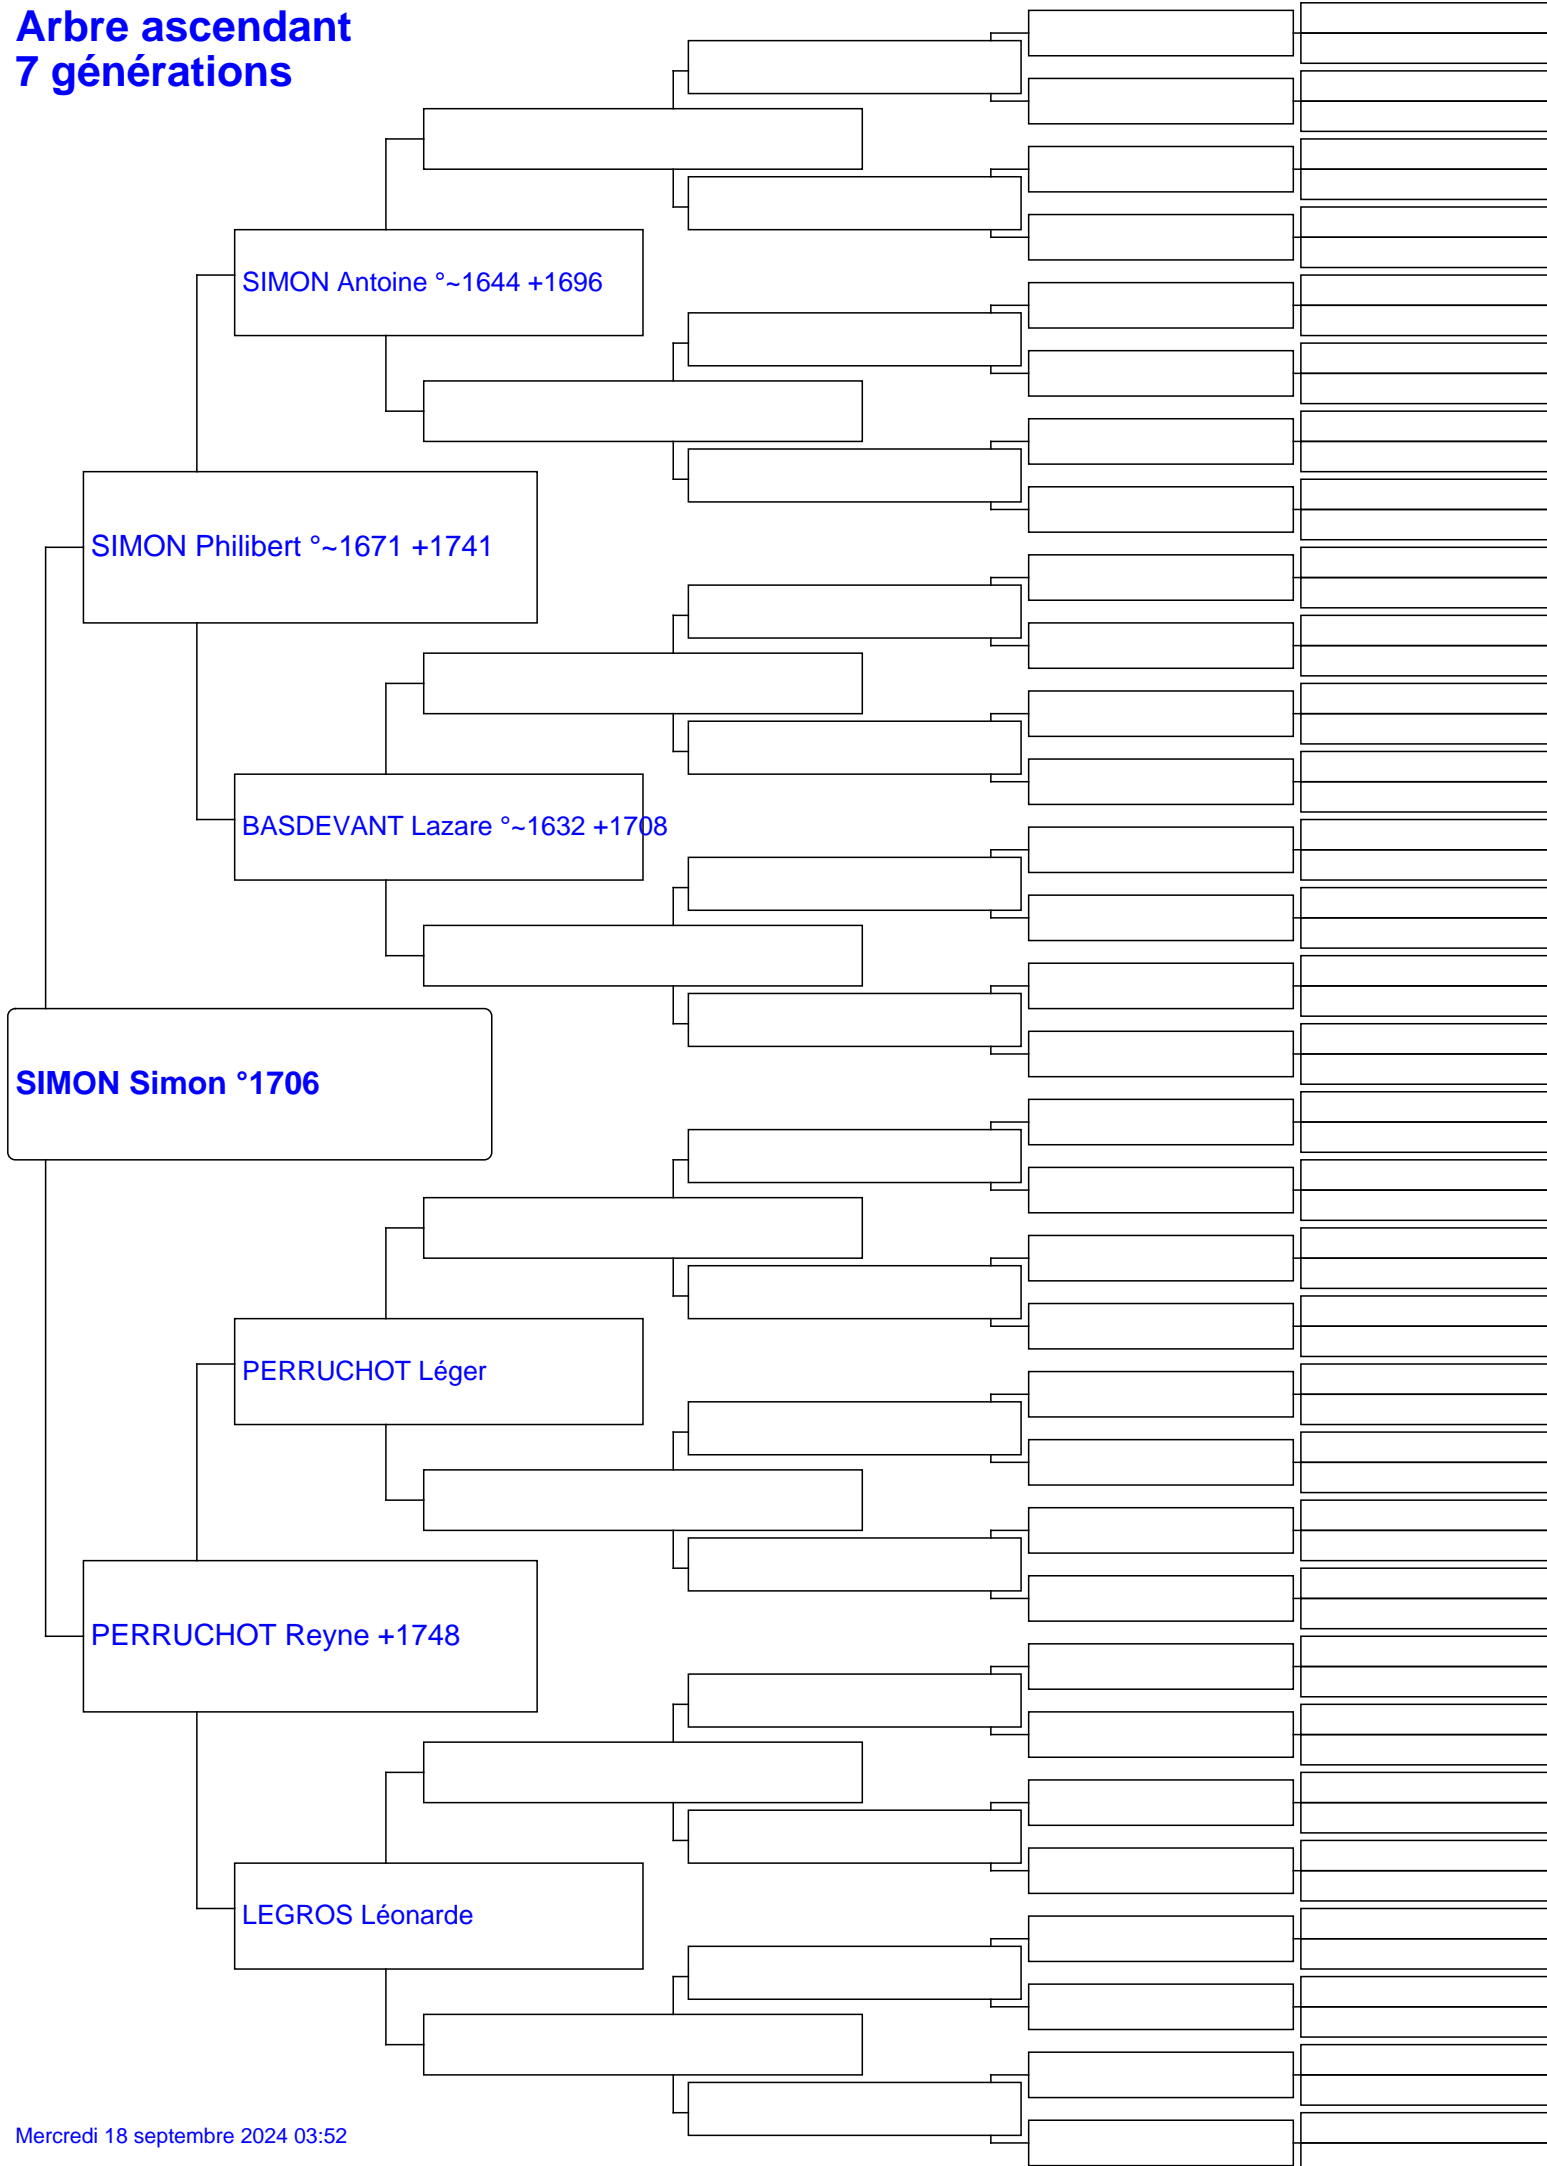 Arbre ascendant
7 générations
SIMON Antoine °~1644 +1696
SIMON Philibert °~1671 +1741
BASDEVANT Lazare °~1632 +1708
SIMON Simon °1706
PERRUCHOT Léger
PERRUCHOT Reyne +1748
LEGROS Léonarde
Mercredi 18 septembre 2024 03:52